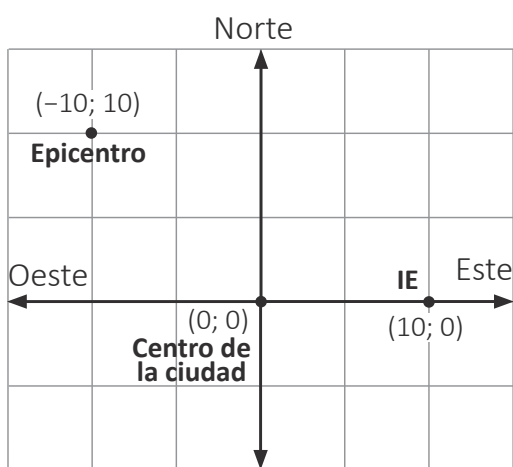 Norte
(−10; 10)
Epicentro
Oeste
IE
Este
(0; 0)
(10; 0)
Centro de
la ciudad